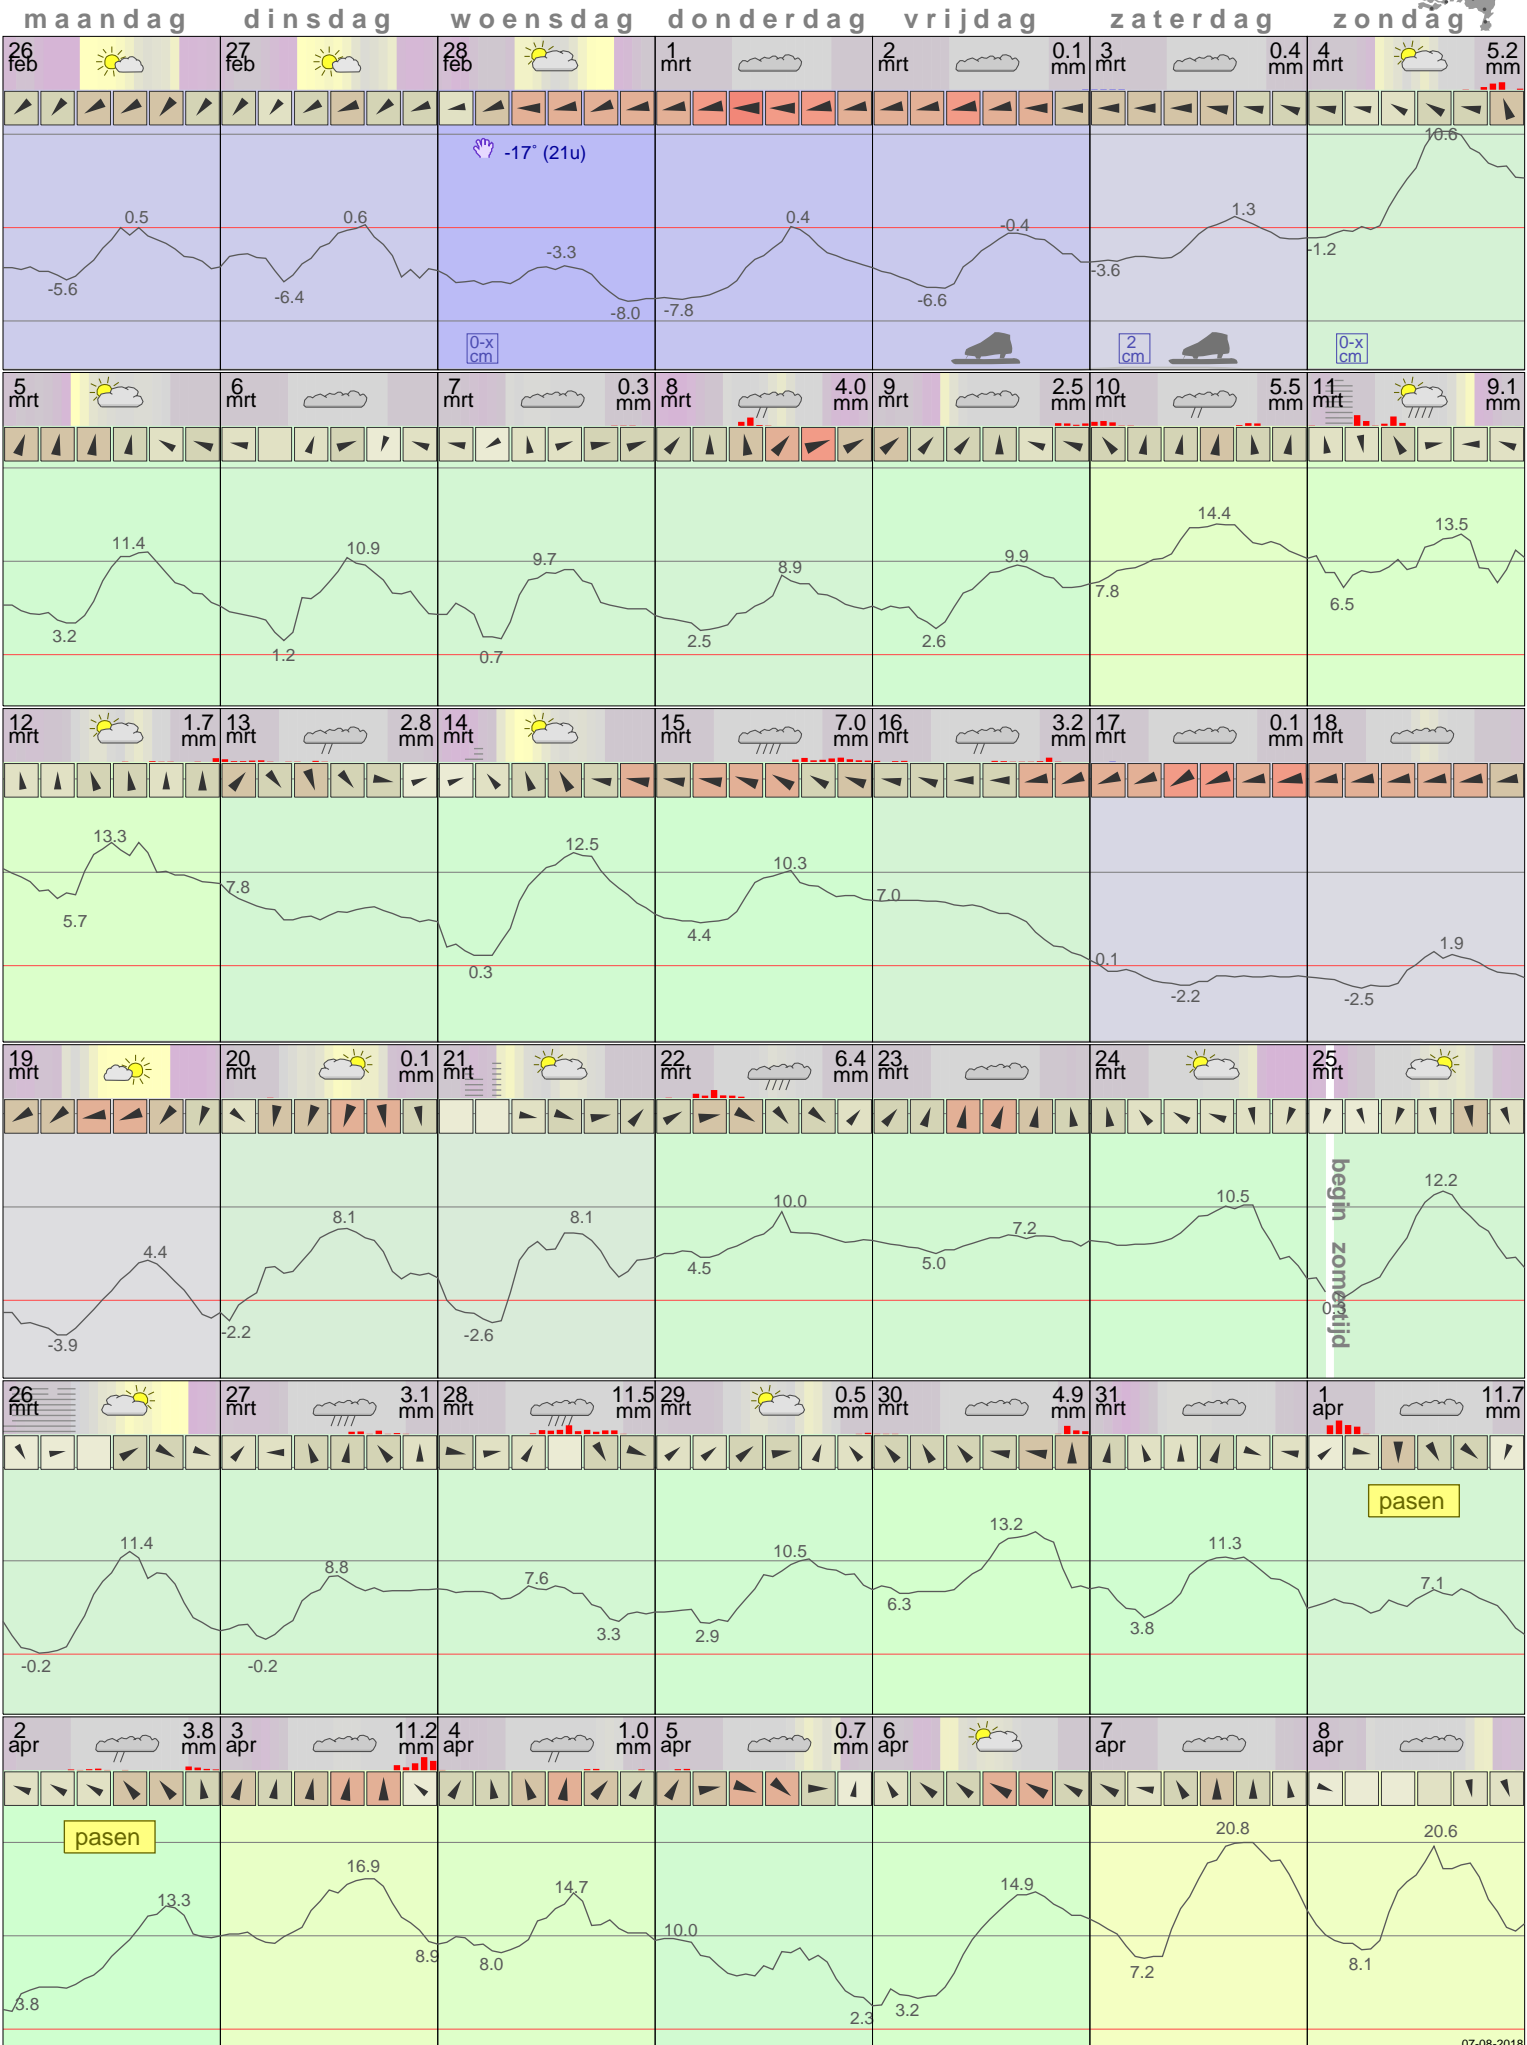 maandag dinsdag woensdag donderdag vrijdag zaterdag zondag
26 27 28 1 2 0.1 3 0.4 4 5.2
feb feb feb mrt mrt mm mrt mm mrt mm
10.6
-17° (21u)
0.5 0.6 -3.3 0.4 -0.4 1.3
-5.6 -6.4 -8.0 -7.8 -6.6 -3.6 -1.2
0-x 2 0-x
cm cm cm
5 6 7 0.3 8 4.0 9 2.5 10 5.5 11 9.1
mrt mrt mrt mm mrt mm mrt mm mrt mm mrt mm
11.4 10.9 9.7 8.9 9.9 14.4 13.5
3.2 1.2 0.7 2.5 2.6 7.8 6.5
12 1.7 13 2.8 14 15 7.0 16 3.2 17 0.1 18
mrt mm mrt mm mrt mrt mm mrt mm mrt mm mrt
13.3 7.8 12.5 10.3 7.0 0.1 1.9
5.7 0.3 4.4 -2.2 -2.5
19 20 0.1 21 22 6.4 23 24 25
mrt mrt mm mrt mrt mm mrt mrt mrt
4.4 8.1 8.1 10.0 7.2 10.5 12.2
-3.9 -2.2 -2.6 4.5 5.0 0.3
begin zomertijd
26 27 3.1 28 11.5 29 0.5 30 4.9 31 1 11.7
mrt mrt mm mrt mm mrt mm mrt mm mrt apr mm
pasen
11.4 8.8 7.6 10.5 13.2 11.3 7.1
-0.2 -0.2 3.3 2.9 6.3 3.8
2 3.8 3 11.2 4 1.0 5 0.7 6 7 8
apr mm apr mm apr mm apr mm apr apr apr
pasen
13.3 16.9 14.7 10.0 14.9 20.8 20.6
3.8 8.9 8.0 2.3 3.2 7.2 8.1
07-08-2018